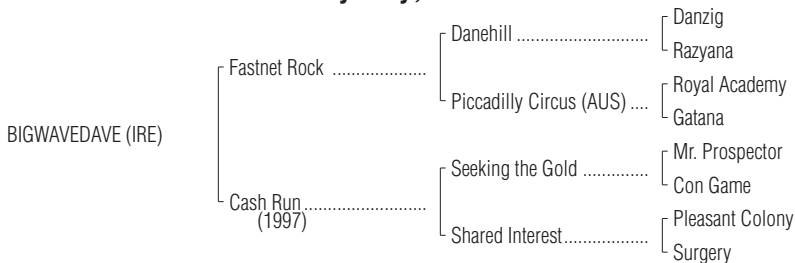 Danzig
Danehill ............................
Razyana
Fastnet Rock .....................
Royal Academy
Piccadilly Circus (AUS) ....
Gatana
BIGWAVEDAVE (IRE)
Mr. Prospector
Seeking the Gold ..............
Con Game
Cash Run ..........................
(1997)
Pleasant Colony
Shared Interest..................
Surgery